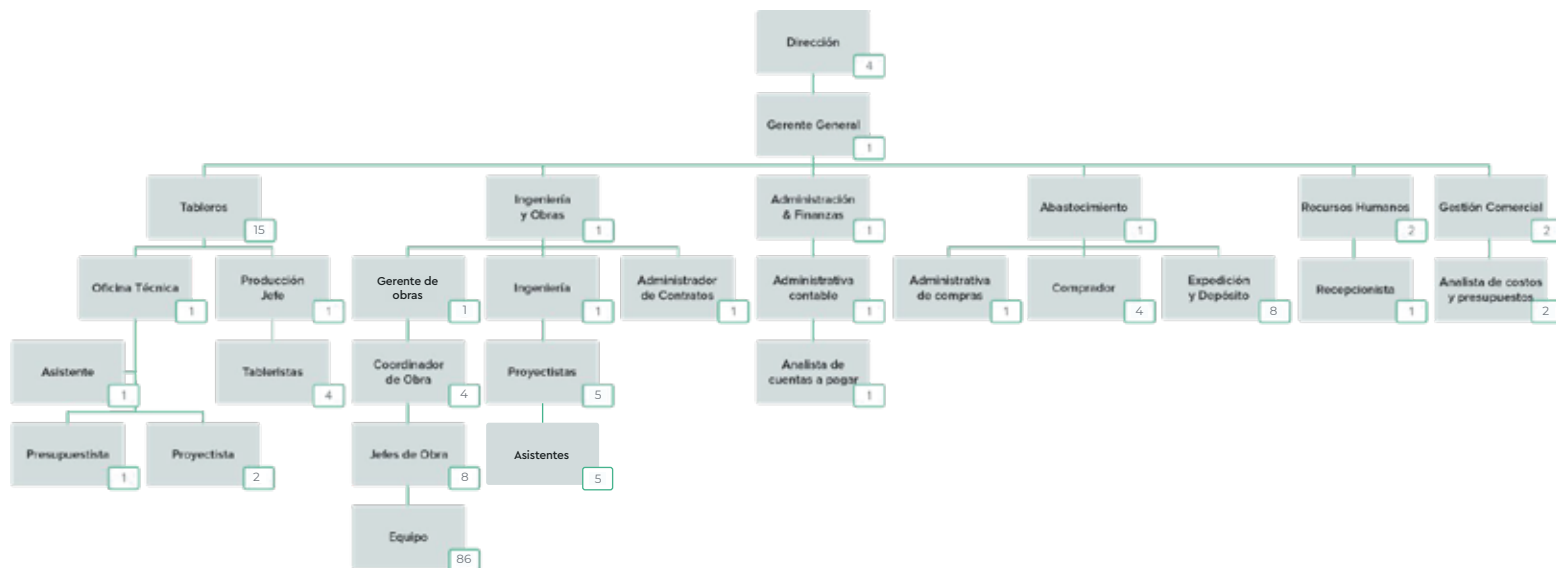 Dirección
4
Gerente General
1
Tableros
15
Ingeniería
y Obras
1
Administración
& Finanzas
1
Abastecimiento
1
Recursos Humanos
2
Gestión Comercial
2
Oficina Técnica
1
Producción
Jefe
1
Gerente de
obras
1
Ingeniería
1
Administrador
de Contratos
1
Administrativa
contable
1
Administrativa
de compras
1
Comprador
4
Expedición
y Depósito
8
Recepcionista
1
Analista de costos
y presupuestos
2
Asistente
1
Tableristas
4
Coordinador
de Obra
4
Proyectistas
5
Analista de
cuentas a pagar
1
Presupuestista
1
Proyectista
2
Jefes de Obra
8
Asistentes
5
Equipo
86